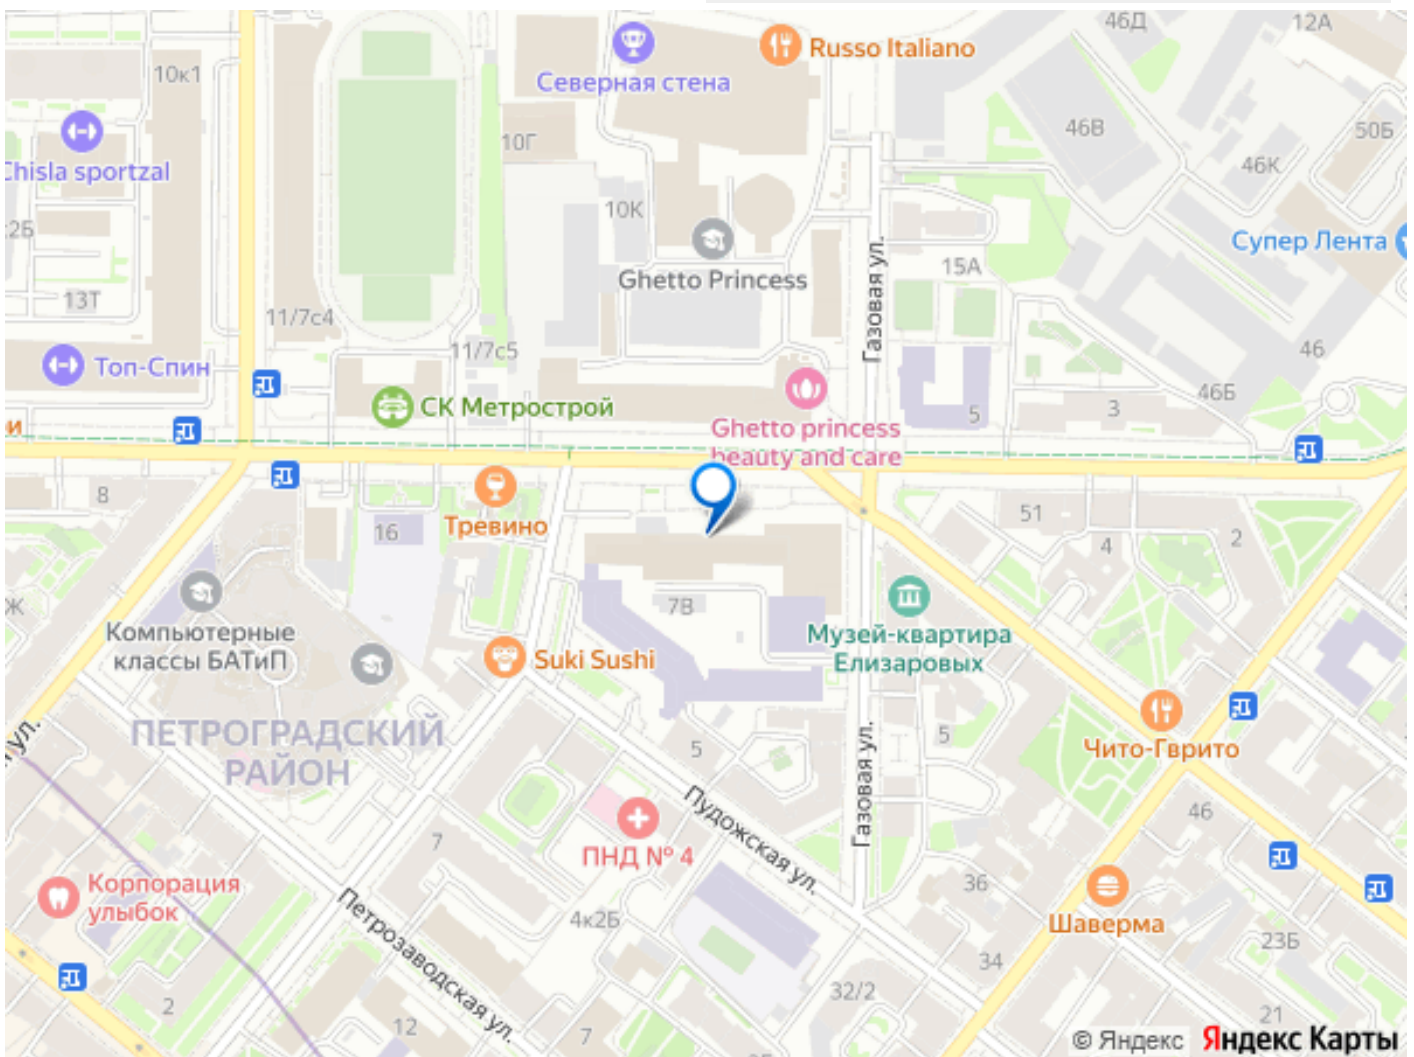 46Д
12А
Russo Italiano
Северная стена
10к1
46В
50Б
10Г
46К
Chisla sportzal
10К
Газовая ул.
Супер Лента
15А
Ghetto Princess
13Т
11/7с4
11/7с5
46
Топ-Спин
46Б
СК Метрострой
3
5
Ghetto princess
beauty and care
8
Тревино
16
51
4
2
Ж
7В
Компьютерные
классы БАТиП
Музей-квартира
Елизаровых
Suki Sushi
ПЕТРОГРАДСКИЙ
РАЙОН
ул.
5
5
Чито-Гврито
Газовая ул.
Пудожская ул.
46
7
ПНД № 4
Корпорация
улыбок
Петрозаводская ул.
36
4к2Б
Шаверма
23Б
34
32/2
2
12
7
21
© Яндекс
Яндекс Карты